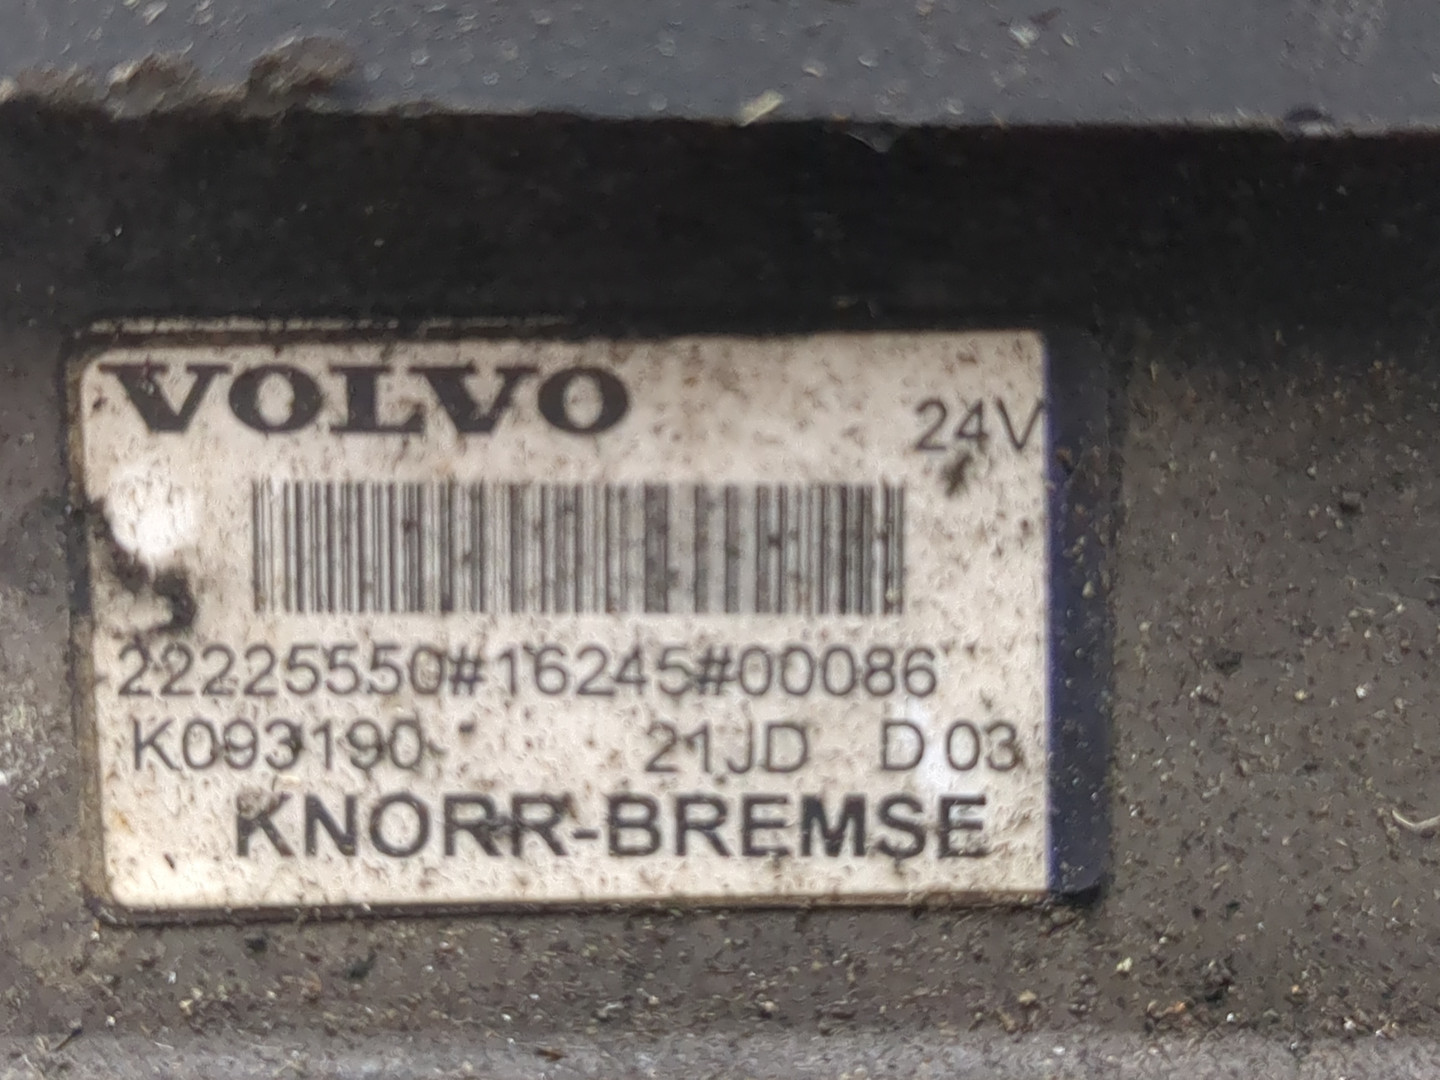 VOLVO
24V
22225550#16245#00086
K093190 21JD D 03
KNORR-BREMSE